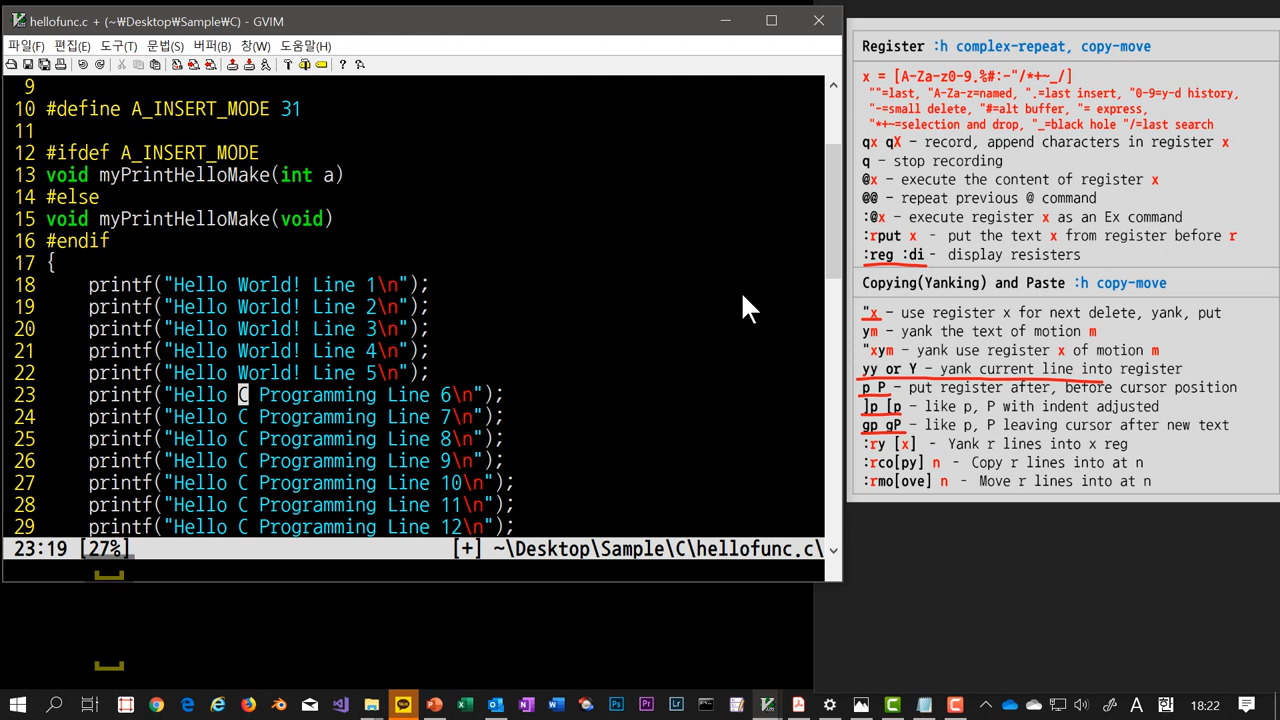 hellofunc.c + (~₩Desktop₩Sample₩C) - GVIM
파일(F) 편집(E) 도구(T) 문법(S) 버퍼(B) 창(W) 도움말(H)
9
10 #define A_INSERT_MODE 31
11
12 #ifdef A_INSERT_MODE
13 void myPrintHelloMake(int a)
14 #else
15 void myPrintHelloMake(void)
16 #endif
17 {
18 printf("Hello World! Line 1\n");
19 printf("Hello World! Line 2\n");
20 printf("Hello World! Line 3\n");
21 printf("Hello World! Line 4\n");
22 printf("Hello World! Line 5\n");
23 printf("Hello C Programming Line 6\n");
24 printf("Hello C Programming Line 7\n");
25 printf("Hello C Programming Line 8\n");
26 printf("Hello C Programming Line 9\n");
27 printf("Hello C Programming Line 10\n");
28 printf("Hello C Programming Line 11\n");
29 printf("Hello C Programming Line 12\n");
23:19 [27%] [+] ~\Desktop\Sample\C\hellofunc.c\
Register :h complex-repeat, copy-move
x = [A-Za-z0-9.%#:-"/*+~_/]
""=last, "A-Za-z=named, ".=last insert, "0-9=y-d history,
"-=small delete, "#=alt buffer, "= express,
"*+~=selection and drop, "_=black hole "/=last search
qx qX - record, append characters in register x
q - stop recording
@x - execute the content of register x
@@ - repeat previous @ command
:@x - execute register x as an Ex command
:rput x - put the text x from register before r
:reg :di - display resisters
Copying(Yanking) and Paste :h copy-move
"x - use register x for next delete, yank, put
ym - yank the text of motion m
"xym - yank use register x of motion m
yy or Y - yank current line into register
p P - put register after, before cursor position
]p [p - like p, P with indent adjusted
gp gP - like p, P leaving cursor after new text
:ry [x] - Yank r lines into x reg
:rco[py] n - Copy r lines into at n
:rmo[ove] n - Move r lines into at n
A 18:22